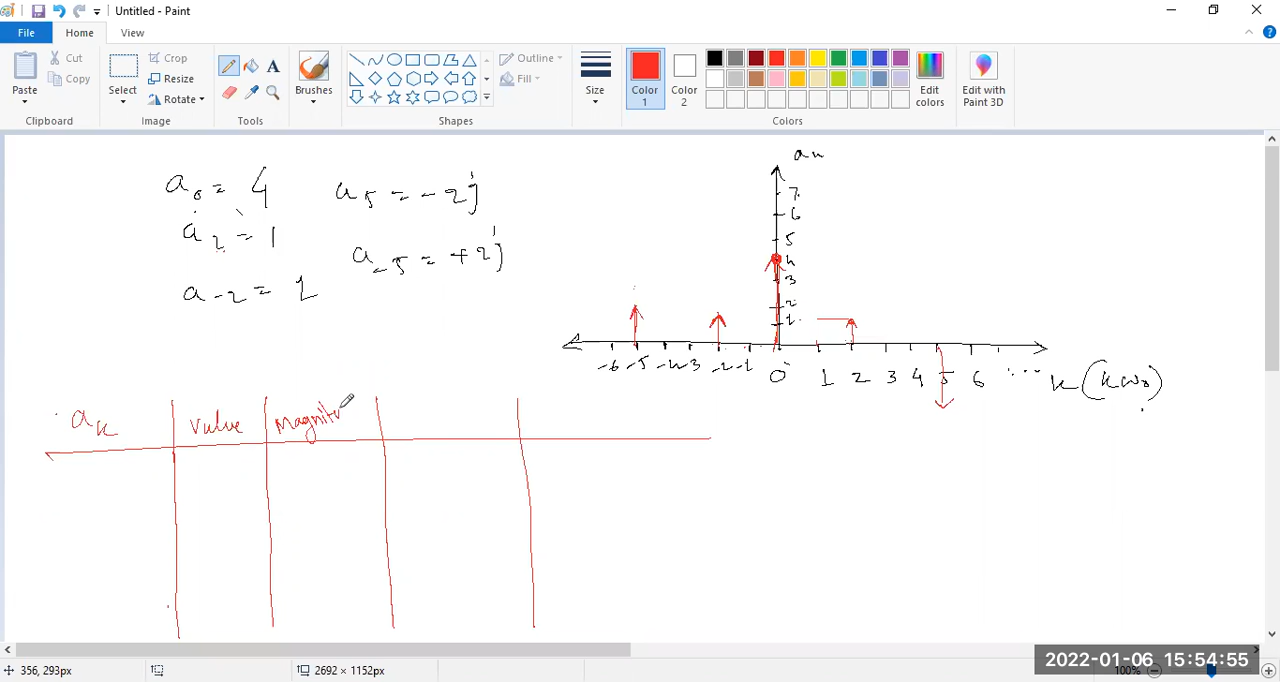 Untitled - Paint
File Home View
Paste
Cut
Copy
Clipboard
Select
Crop
Resize
Rotate
Image
A
Tools
Brushes
Shapes
Outline
Fill
Size
Color 1
Color 2
Edit colors
Colors
Edit with Paint 3D
a0 = 4
a2 = 1
a-2 = 1
a5 = -2j
a-5 = +2j
7
6
5
4
3
2
1
-6 -5 -4 -3 -2 -1 0 1 2 3 4 5 6 ... k (kω0)
ak Value Magnitu
356, 293px
2692 × 1152px
100%
2022-01-06 15:54:55